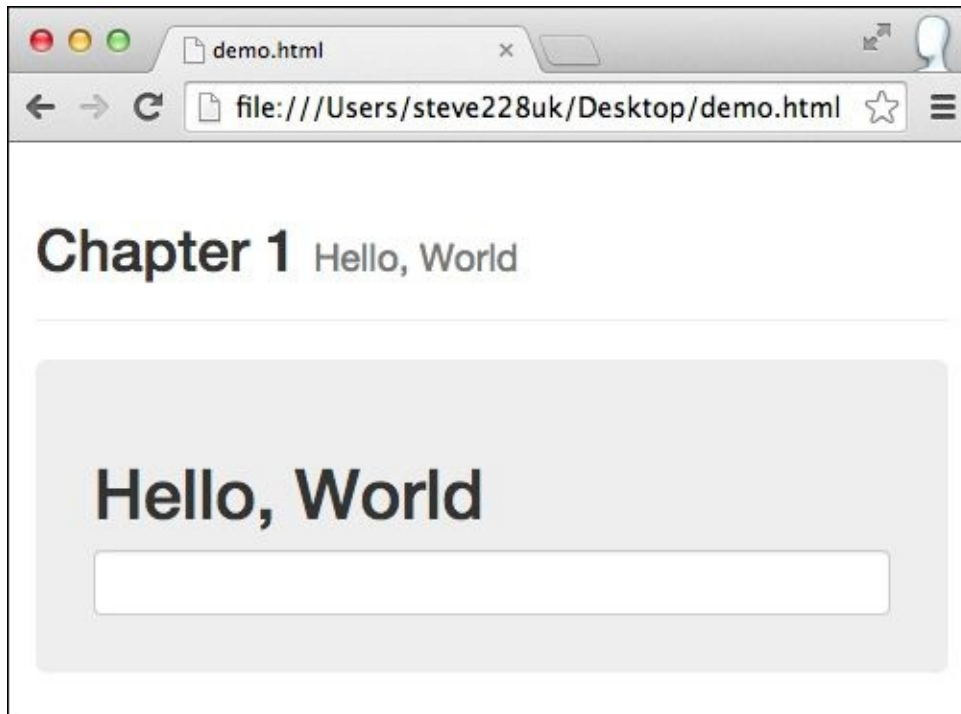 demo.html
file:///Users/steve228uk/Desktop/demo.html
Chapter 1 Hello, World
Hello, World